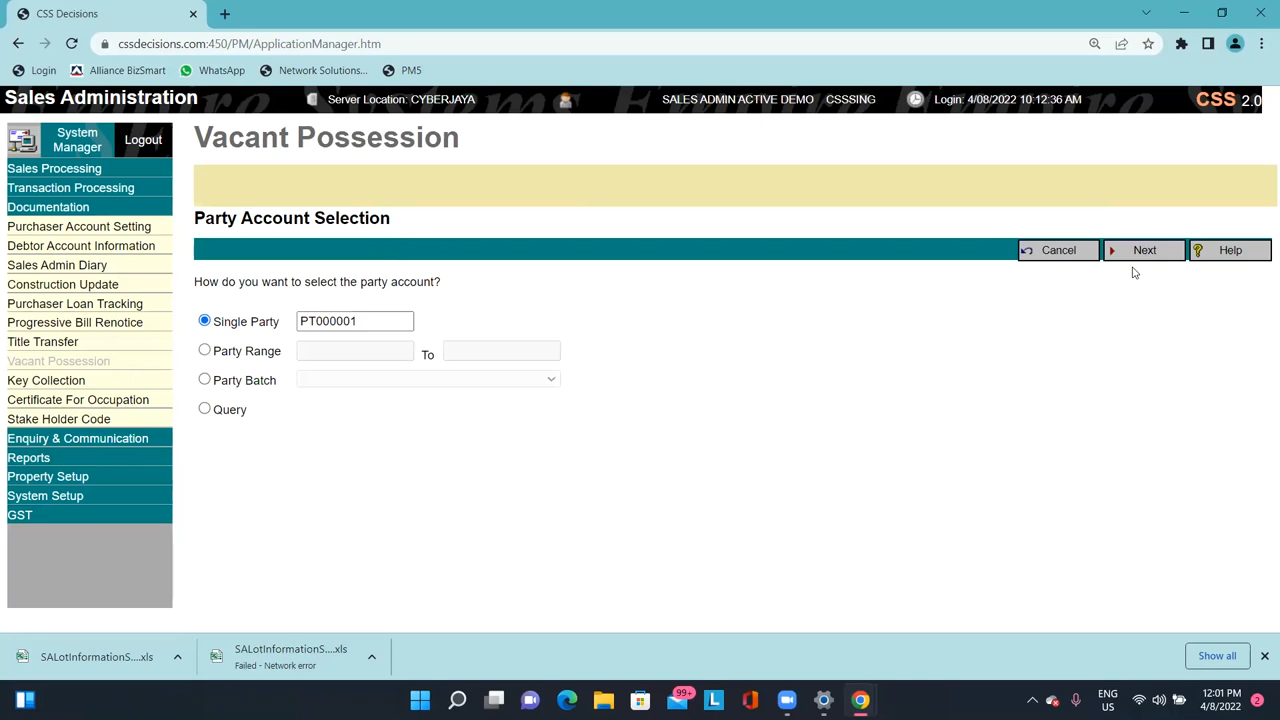 CSS Decisions
cssdecisions.com:450/PM/ApplicationManager.htm
Login
Alliance BizSmart
WhatsApp
Network Solutions...
PM5
Sales Administration
Server Location: CYBERJAYA
SALES ADMIN ACTIVE DEMO CSSSING
Login: 4/08/2022 10:12:36 AM
CSS 2.0
System Manager
Logout
Sales Processing
Transaction Processing
Documentation
Purchaser Account Setting
Debtor Account Information
Sales Admin Diary
Construction Update
Purchaser Loan Tracking
Progressive Bill Renotice
Title Transfer
Vacant Possession
Key Collection
Certificate For Occupation
Stake Holder Code
Enquiry & Communication
Reports
Property Setup
System Setup
GST
Vacant Possession
Party Account Selection
Cancel
Next
Help
How do you want to select the party account?
Single Party PT000001
Party Range To
Party Batch
Query
SALotInformationS....xls
SALotInformationS....xls
Failed - Network error
Show all
99+
ENG
US
12:01 PM
4/8/2022
2